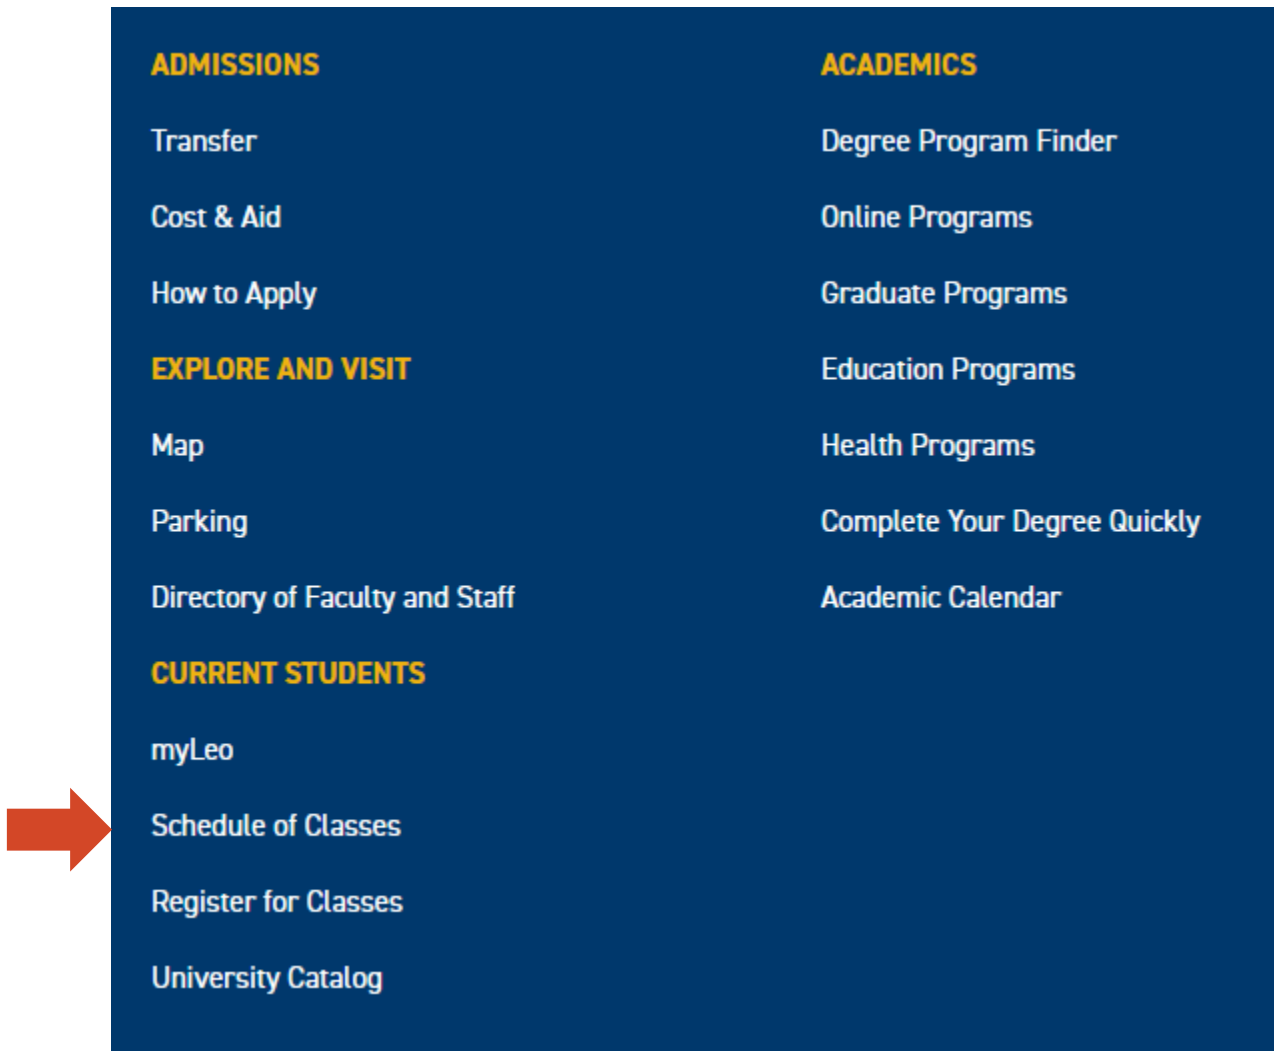 ADMISSIONS
Transfer
Cost & Aid
How to Apply
EXPLORE AND VISIT
Map
Parking
Directory of Faculty and Staff
CURRENT STUDENTS
myLeo
Schedule of Classes
Register for Classes
University Catalog
ACADEMICS
Degree Program Finder
Online Programs
Graduate Programs
Education Programs
Health Programs
Complete Your Degree Quickly
Academic Calendar